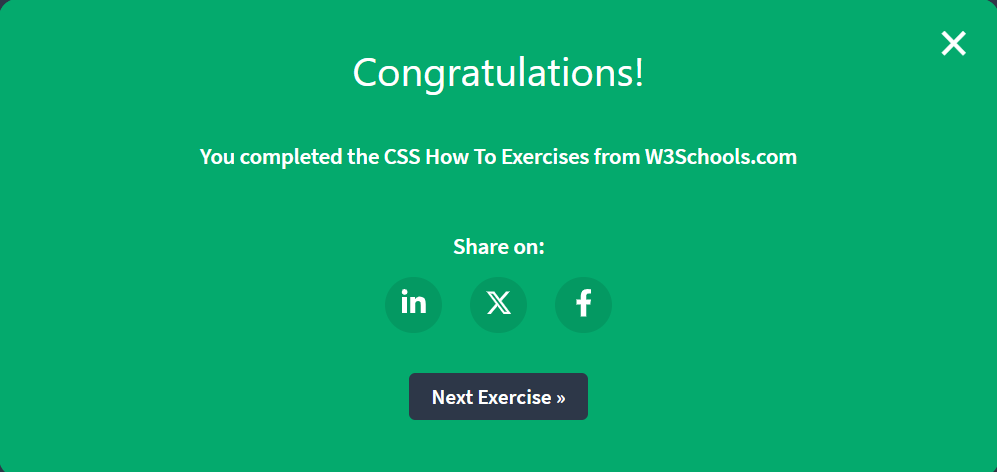 Congratulations!
You completed the CSS How To Exercises from W3Schools.com
Share on:
in X f
Next Exercise »